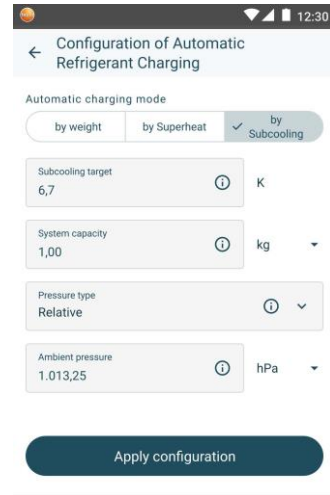 12:30
Configuration of Automatic
Refrigerant Charging
Automatic charging mode
by weight
by Superheat
by
Subcooling
Subcooling target
6,7
K
System capacity
1,00
kg
Pressure type
Relative
Ambient pressure
1.013,25
hPa
Apply configuration